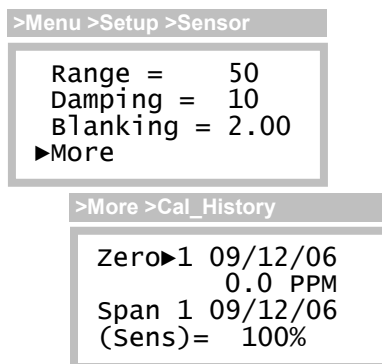 >Menu >Setup >Sensor
Range = 50
Damping = 10
Blanking = 2.00
►More
>More >Cal_History
Zero►1 09/12/06
0.0 PPM
Span 1 09/12/06
(Sens)= 100%